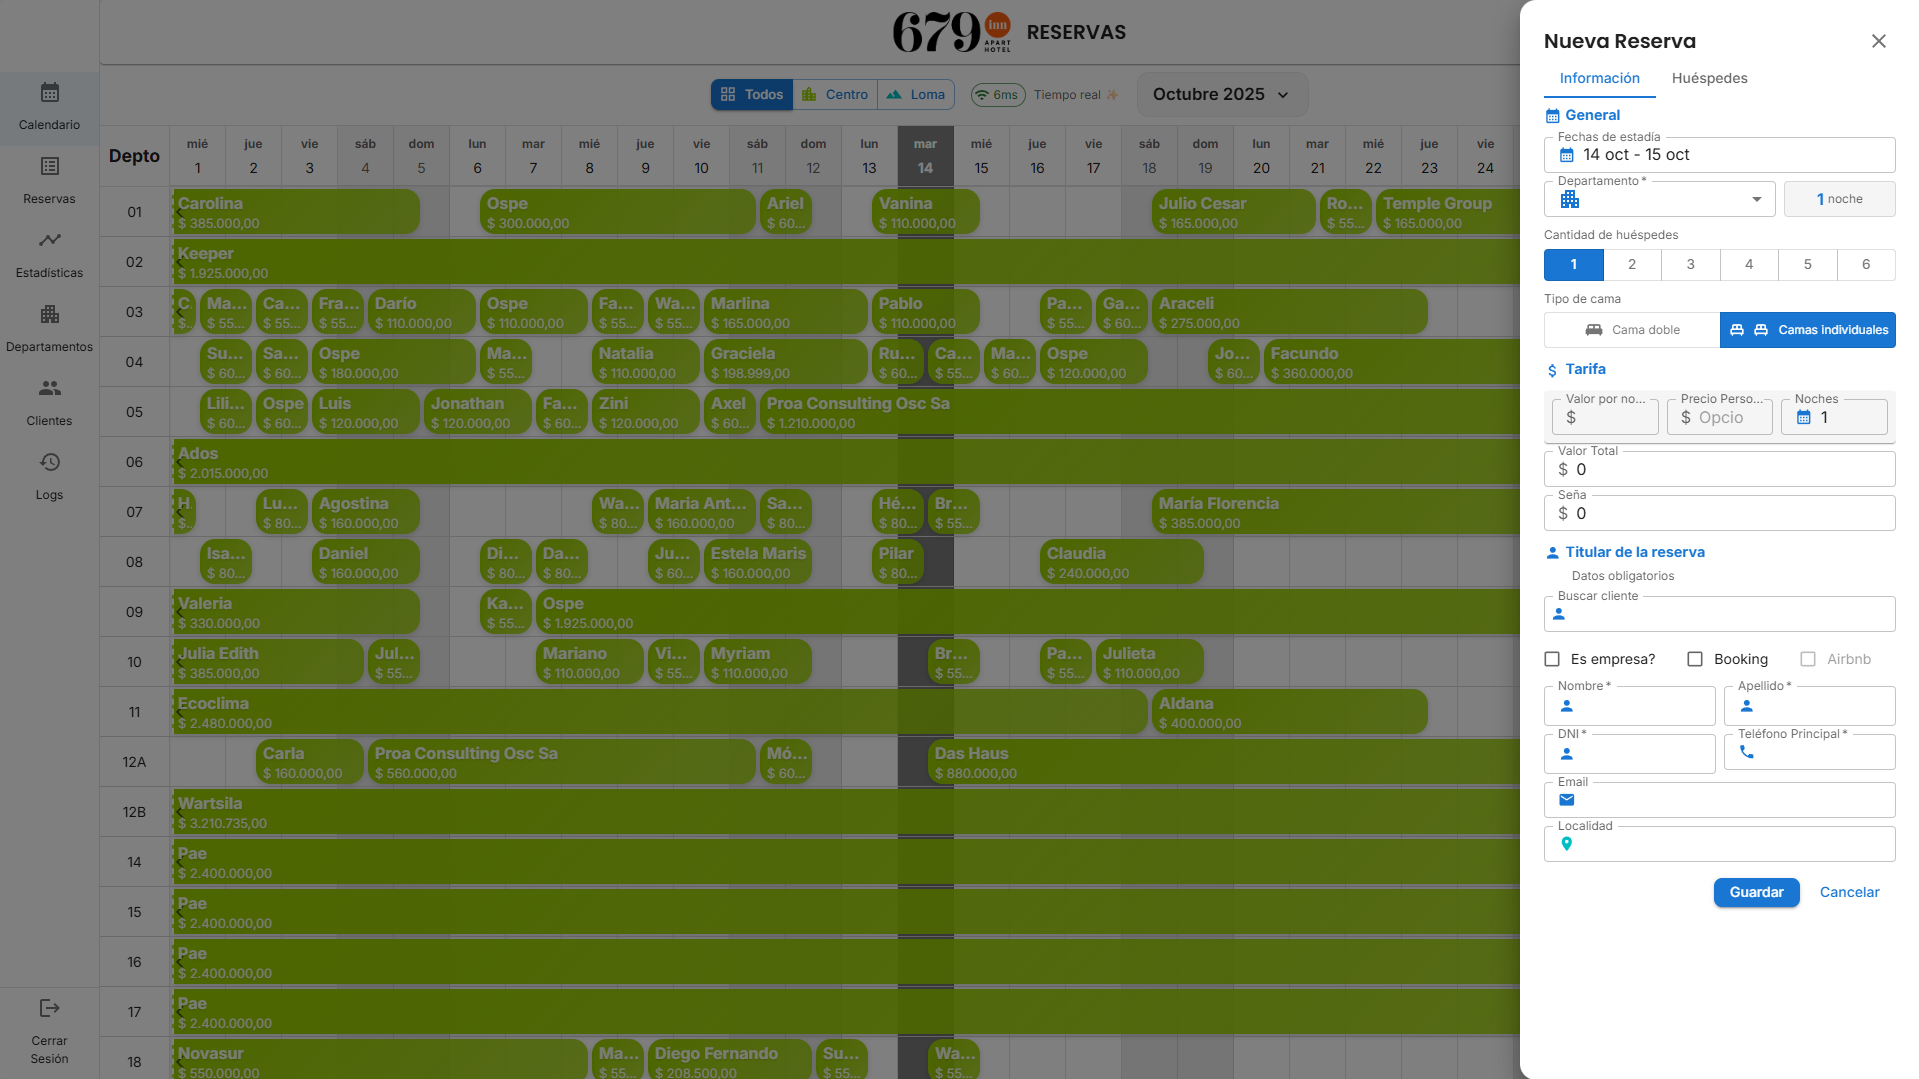 679
Inn
APART
HOTEL
RESERVAS
Calendario
Reservas
Estadísticas
Departamentos
Clientes
Logs
Cerrar
Sesión
Todos
Centro
Loma
6ms
Tiempo real
Octubre 2025
Depto
mié jue vie sáb dom lun mar mié jue vie sáb dom lun mar mié jue vie sáb dom lun mar mié jue vie
1 2 3 4 5 6 7 8 9 10 11 12 13 14 15 16 17 18 19 20 21 22 23 24
01
Carolina Ospe Ariel Vanina Julio Cesar Ro... Temple Group
$ 385.000,00 $ 300.000,00 $ 60... $ 110.000,00 $ 165.000,00 $ 55... $ 165.000,00
02
Keeper
$ 1.925.000,00
03
C. Ma... Ca... Fra... Darío Ospe Fa... Wa... Marlina Pablo Pa... Ga... Araceli
$.. $ 55... $ 55... $ 55... $ 110.000,00 $ 110.000,00 $ 55... $ 55... $ 165.000,00 $ 110.000,00 $ 55... $ 60... $ 275.000,00
04
Su... Sa... Ospe Ma... Natalia Graciela Ru... Ca... Ma... Ospe Jo... Facundo
$ 60... $ 60... $ 180.000,00 $ 55... $ 110.000,00 $ 198.999,00 $ 60... $ 55... $ 60... $ 120.000,00 $ 60... $ 360.000,00
05
Lili... Ospe Luis Jonathan Fa... Zini Axel Proa Consulting Osc Sa
$ 60... $ 60... $ 120.000,00 $ 120.000,00 $ 55... $ 120.000,00 $ 60... $ 1.210.000,00
06
Ados
$ 2.015.000,00
07
H. Lu... Agostina Wa... Maria Ant... Sa... Hé... Br... María Florencia
$.. $ 80... $ 160.000,00 $ 80... $ 160.000,00 $ 80... $ 80... $ 55... $ 385.000,00
08
Isa... Daniel Di... Da... Ju... Estela Maris Pilar Claudia
$ 80... $ 160.000,00 $ 80... $ 80... $ 60... $ 160.000,00 $ 80... $ 240.000,00
09
Valeria Ka... Ospe
$ 330.000,00 $ 55... $ 1.925.000,00
10
Julia Edith Jul... Mariano Vi... Myriam Br... Pa... Julieta
$ 385.000,00 $ 55... $ 110.000,00 $ 55... $ 110.000,00 $ 55... $ 55... $ 110.000,00
11
Ecoclima Aldana
$ 2.480.000,00 $ 400.000,00
12A
Carla Proa Consulting Osc Sa Mó... Das Haus
$ 160.000,00 $ 560.000,00 $ 60... $ 880.000,00
12B
Wartsila
$ 3.210.735,00
14
Pae
$ 2.400.000,00
15
Pae
$ 2.400.000,00
16
Pae
$ 2.400.000,00
17
Pae
$ 2.400.000,00
18
Novasur Ma... Diego Fernando Su... Wa...
$ 550.000,00 $ 55... $ 208.500,00 $ 55... $ 55...
Nueva Reserva
Información Huéspedes
General
Fechas de estadía
14 oct - 15 oct
Departamento *
1 noche
Cantidad de huéspedes
1 2 3 4 5 6
Tipo de cama
Cama doble Camas individuales
$ Tarifa
Valor por no... Precio Perso... Noches
$ $ Opcio 1
Valor Total
$ 0
Seña
$ 0
Titular de la reserva
Datos obligatorios
Buscar cliente
Es empresa? Booking Airbnb
Nombre * Apellido *
DNI * Teléfono Principal *
Email
Localidad
Guardar Cancelar